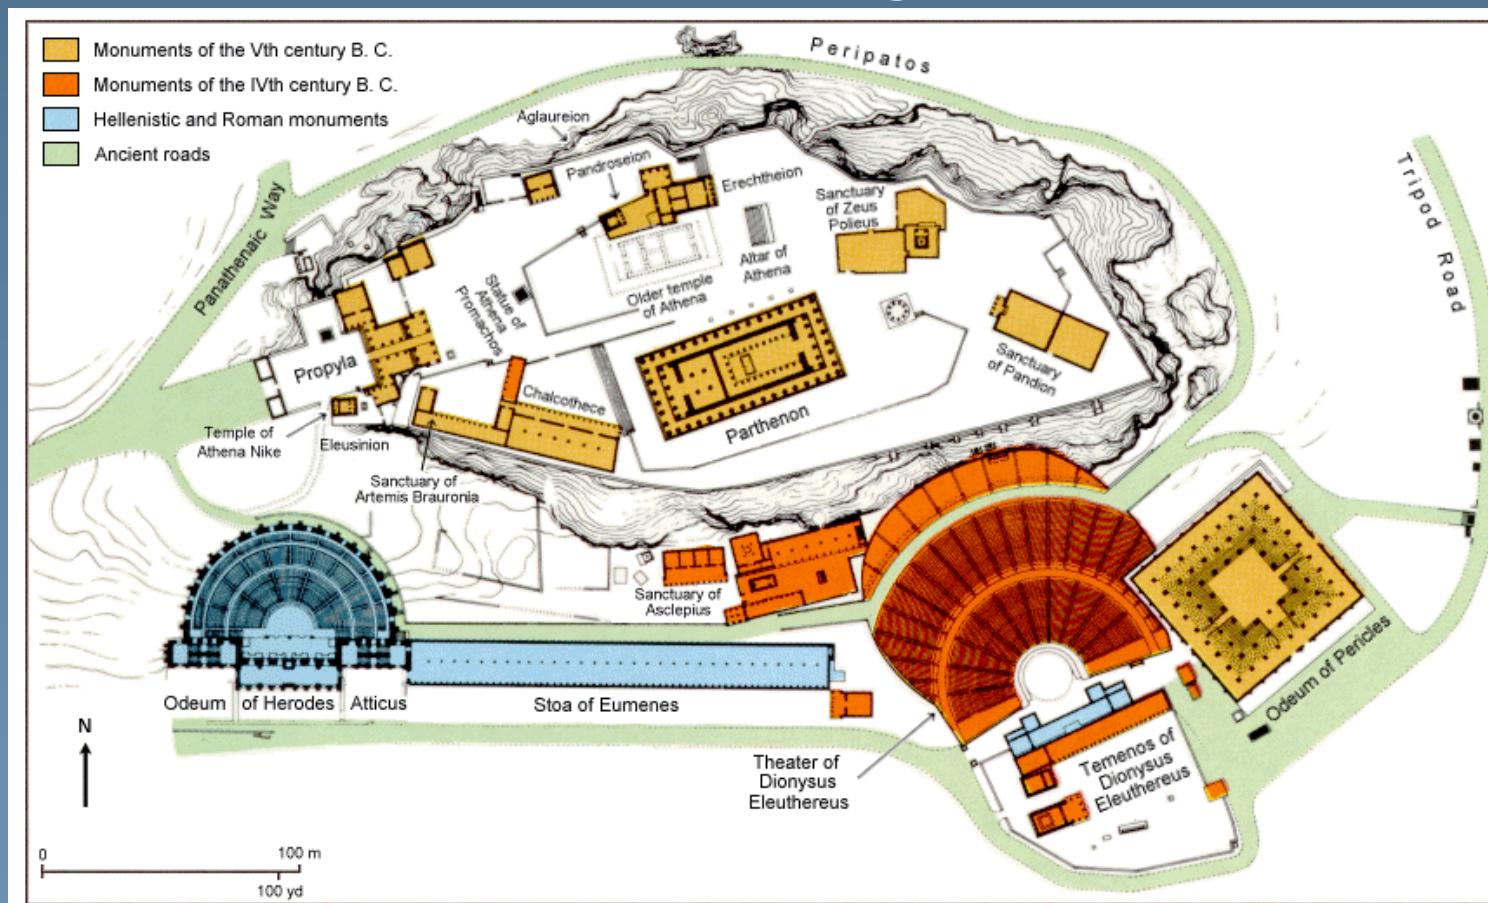 Monuments of the Vth century B. C.
Monuments of the IVth century B. C.
Hellenistic and Roman monuments
Ancient roads
Peripatos
Aglaureion
Pandroseion
Erechtheion
Sanctuary
of Zeus
Polieus
Tripod Road
Panathenaic Way
Statue of
Athena
Promachos
Older temple
of Athena
Altar of
Athena
Propyla
Chalcothece
Parthenon
Sanctuary
of Pandion
Temple of
Athena Nike
Eleusinion
Sanctuary of
Artemis Brauronia
Sanctuary of
Asclepius
Odeum of Herodes Atticus
Stoa of Eumenes
Odeum of Pericles
Theater of
Dionysus
Eleuthereus
Temenos of
Dionysus
Eleuthereus
N
0 100 m
100 yd